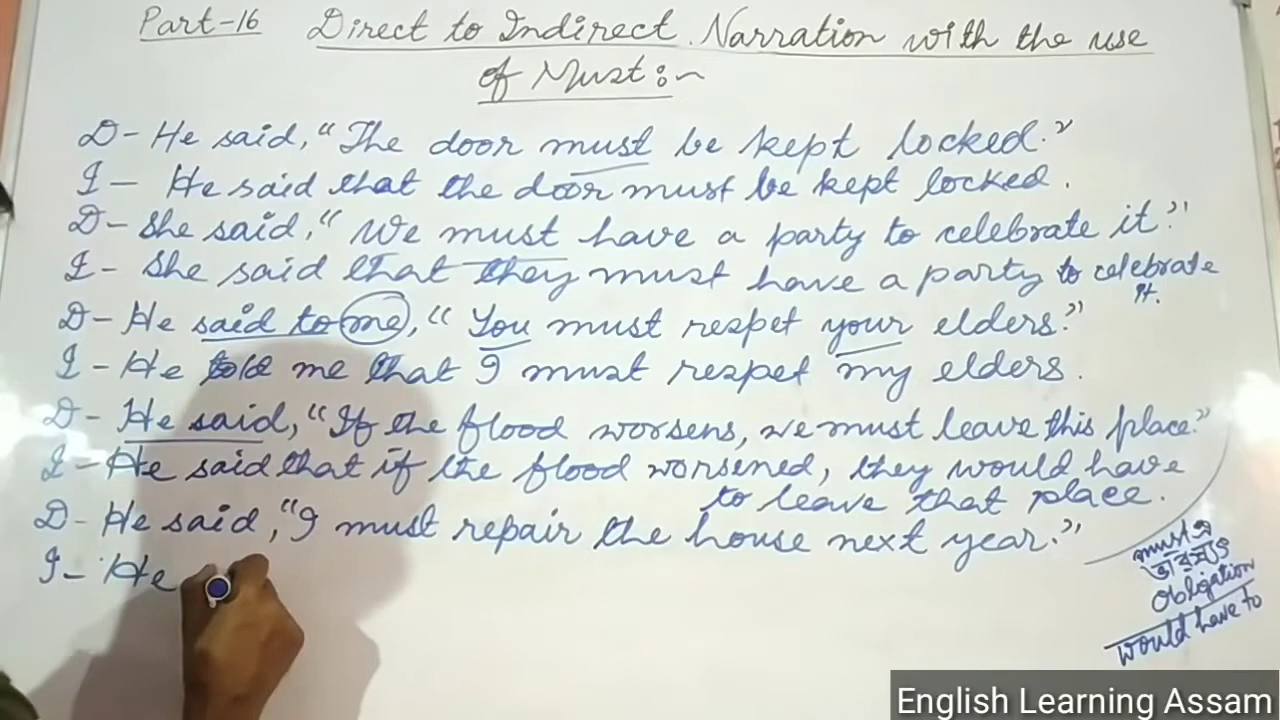 Part-16 Direct to Indirect Narration with the use
of Must:~
D- He said, "The door must be kept locked."
I- He said that the door must be kept locked.
D- She said, "We must have a party to celebrate it."
I- She said that they must have a party to celebrate
it.
D- He said to me, "You must respet your elders."
I- He told me that I must respet my elders.
D- He said, "If the flood worsens, we must leave this place."
I- He said that if the flood worsened, they would have
to leave that place.
D- He said, "I must repair the house next year."
I- He
must
Obligation
would have to
English Learning Assam